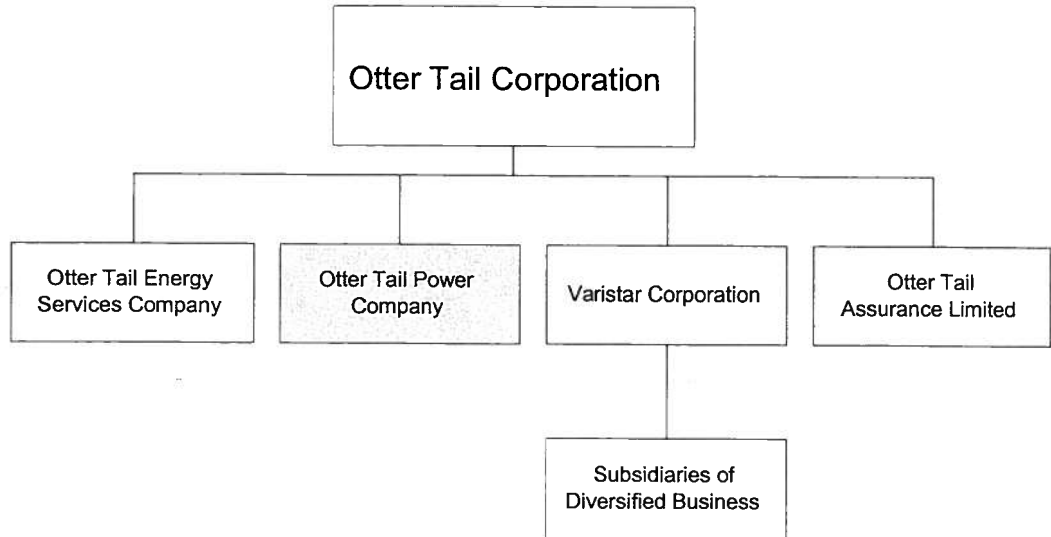 Otter Tail Corporation
Otter Tail Energy
Services Company
Otter Tail Power
Company
Varistar Corporation
Otter Tail
Assurance Limited
Subsidiaries of
Diversified Business